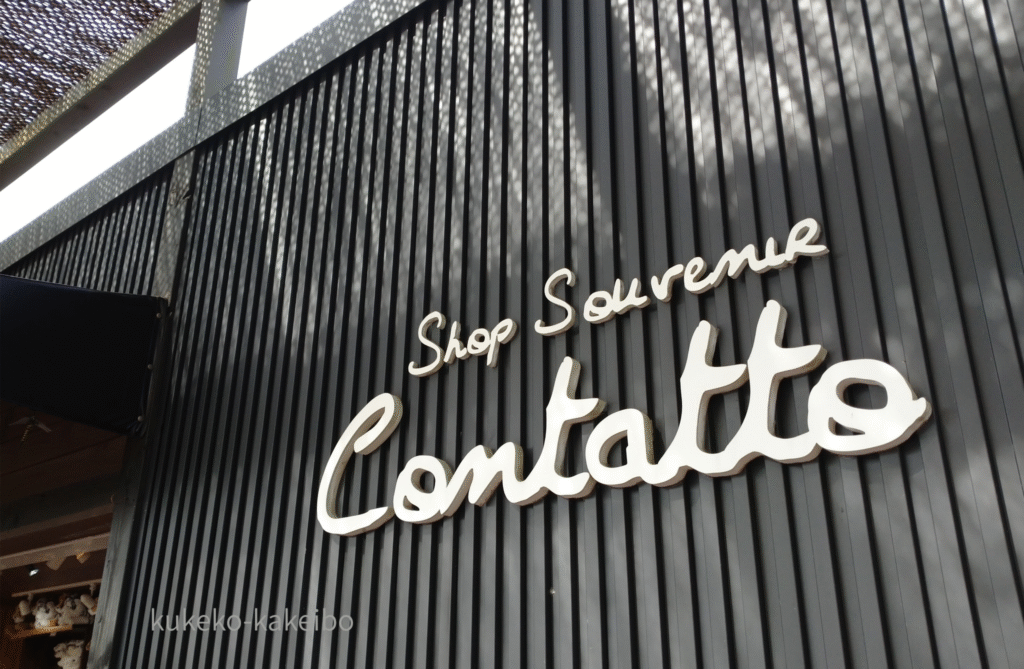 Shop Souvenir
Contatto
kukeko-kakeibo